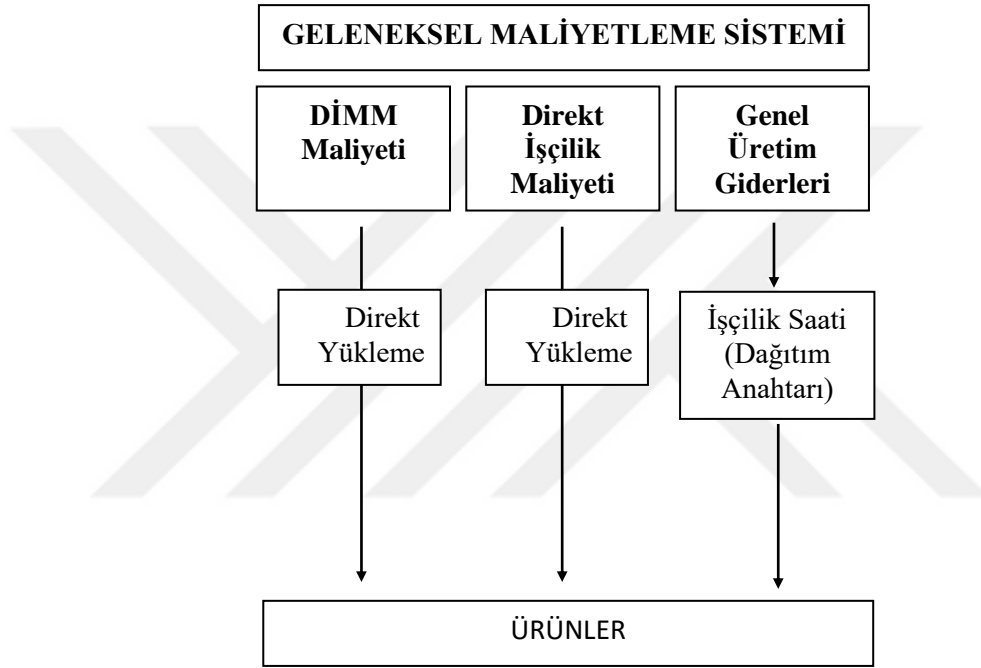 GELENEKSEL MALİYETLEME SİSTEMİ
DİMM
Maliyeti
Direkt
İşçilik
Maliyeti
Genel
Üretim
Giderleri
Direkt
Yükleme
Direkt
Yükleme
İşçilik Saati
(Dağıtım
Anahtarı)
ÜRÜNLER